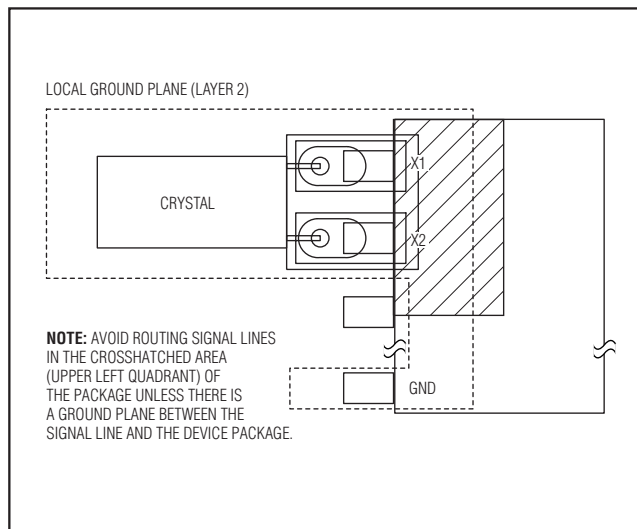 LOCAL GROUND PLANE (LAYER 2)
X1
CRYSTAL
X2
NOTE: AVOID ROUTING SIGNAL LINES
IN THE CROSSHATCHED AREA
(UPPER LEFT QUADRANT) OF
THE PACKAGE UNLESS THERE IS
A GROUND PLANE BETWEEN THE
SIGNAL LINE AND THE DEVICE PACKAGE.
GND